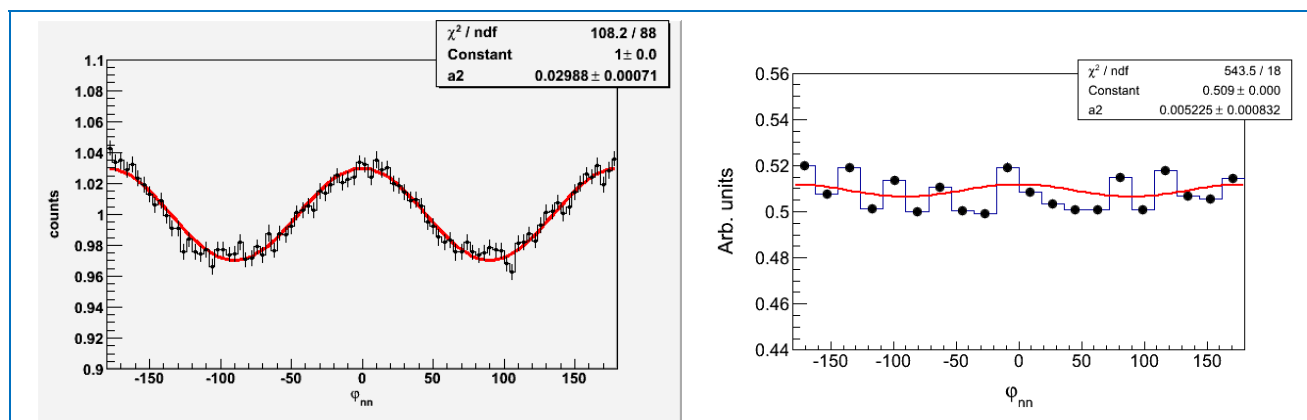 χ² / ndf 108.2 / 88
Constant 1± 0.0
a2 0.02988 ± 0.00071
counts
1.1
1.08
1.06
1.04
1.02
1
0.98
0.96
0.94
0.92
0.9
-150 -100 -50 0 50 100 150
φnn
χ² / ndf 543.5 / 18
Constant 0.509 ± 0.000
a2 0.005225 ± 0.000832
Arb. units
0.56
0.54
0.52
0.5
0.48
0.46
0.44
-150 -100 -50 0 50 100 150
φnn